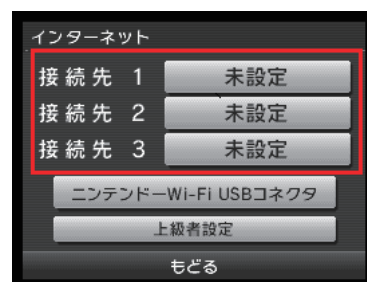 インターネット
接続先 1 未設定
接続先 2 未設定
接続先 3 未設定
ニンテンドーWi-Fi USBコネクタ
上級者設定
もどる